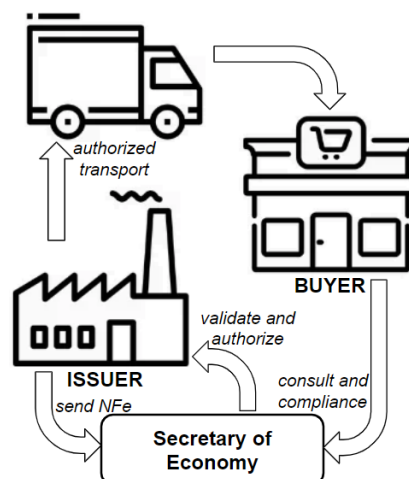 authorized
transport
BUYER
validate and
authorize
ISSUER
consult and
compliance
send NFe
Secretary of
Economy